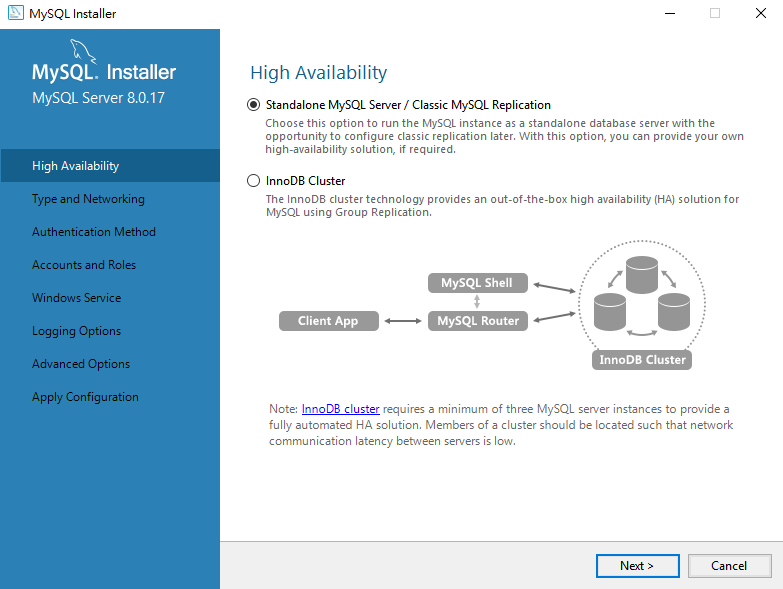 MySQL Installer
MySQL® Installer
MySQL Server 8.0.17
High Availability
Type and Networking
Authentication Method
Accounts and Roles
Windows Service
Logging Options
Advanced Options
Apply Configuration
High Availability
Standalone MySQL Server / Classic MySQL Replication
Choose this option to run the MySQL instance as a standalone database server with the
opportunity to configure classic replication later. With this option, you can provide your own
high-availability solution, if required.
InnoDB Cluster
The InnoDB cluster technology provides an out-of-the-box high availability (HA) solution for
MySQL using Group Replication.
MySQL Shell
Client App
MySQL Router
InnoDB Cluster
Note: InnoDB cluster requires a minimum of three MySQL server instances to provide a
fully automated HA solution. Members of a cluster should be located such that network
communication latency between servers is low.
Next >
Cancel